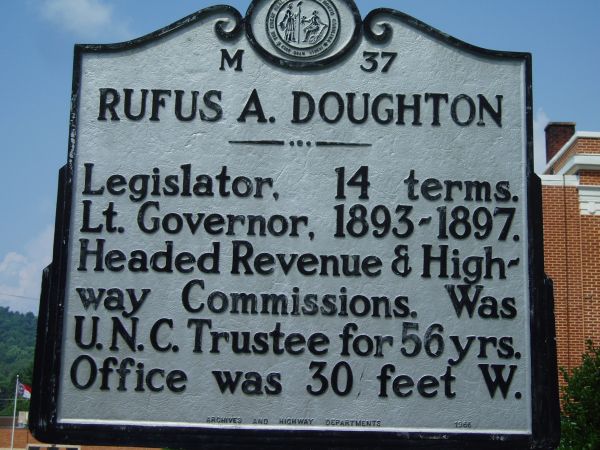 M 37
RUFUS A. DOUGHTON
Legislator, 14 terms.
Lt. Governor, 1893-1897.
Headed Revenue & High-
way Commissions. Was
U.N.C. Trustee for 56 yrs.
Office was 30 feet W.
ARCHIVES AND HIGHWAY DEPARTMENTS 1966